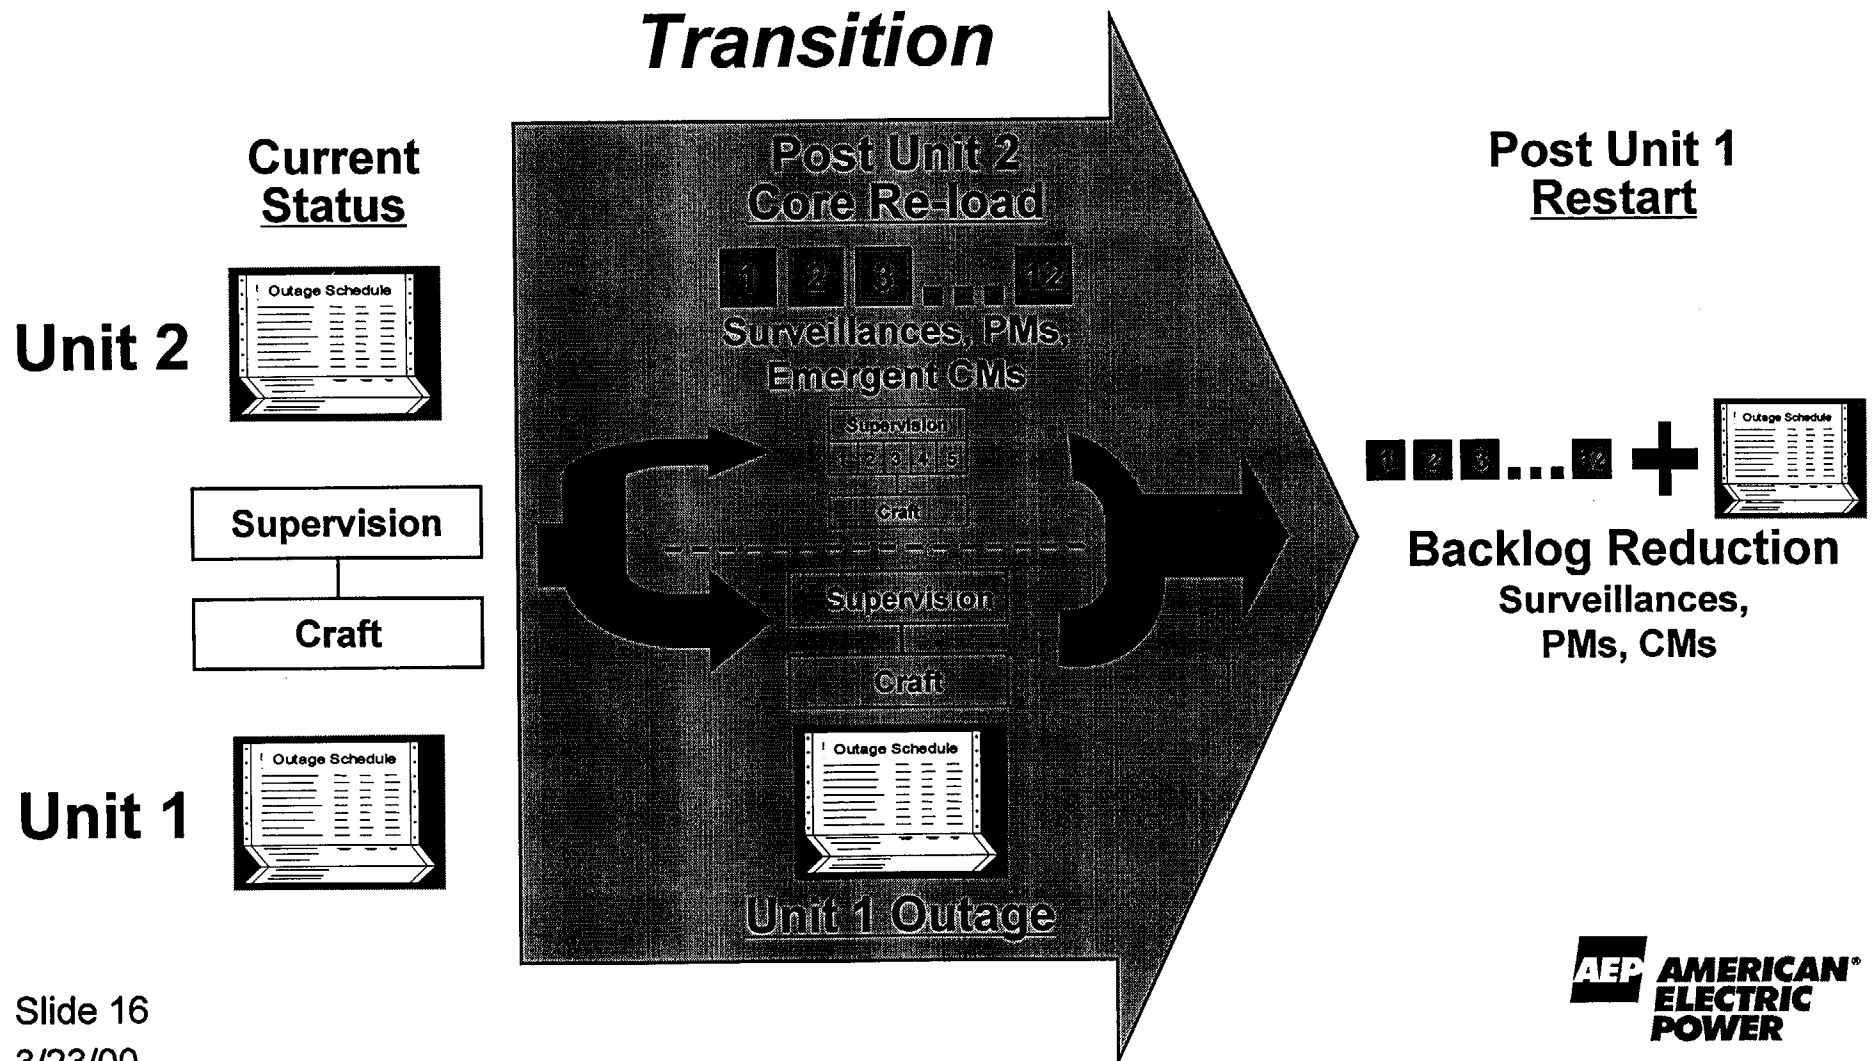 Transition
Current
Status
Unit 2
Outage Schedule
Supervision
Craft
Unit 1
Outage Schedule
Post Unit 2
Core Re-load
1 2 3 ... 12
Surveillances, PMs,
Emergent CMs
Supervision
1 2 3 4 5
Craft
Supervision
Craft
Outage Schedule
Unit 1 Outage
Post Unit 1
Restart
1 2 3 ... 12 +
Outage Schedule
Backlog Reduction
Surveillances,
PMs, CMs
Slide 16
3/23/00
AEP AMERICAN®
ELECTRIC
POWER